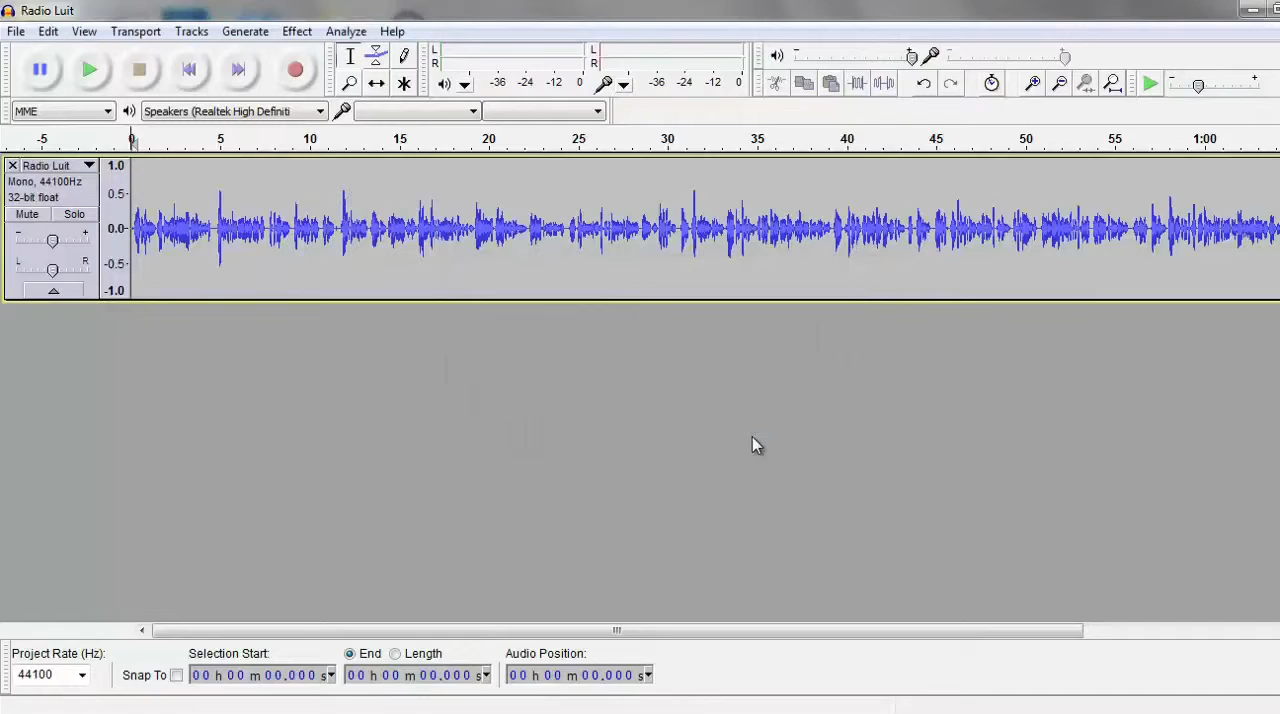 Radio Luit
File Edit View Transport Tracks Generate Effect Analyze Help
L
R
-36 -24 -12 0
L
R
-36 -24 -12 0
MME
Speakers (Realtek High Definiti
-5 0 5 10 15 20 25 30 35 40 45 50 55 1:00
Radio Luit
Mono, 44100Hz
32-bit float
Mute Solo
- +
L R
1.0
0.5
0.0
-0.5
-1.0
Project Rate (Hz):
44100
Snap To
Selection Start:
00 h 00 m 00.000 s
End Length
00 h 00 m 00.000 s
Audio Position:
00 h 00 m 00.000 s